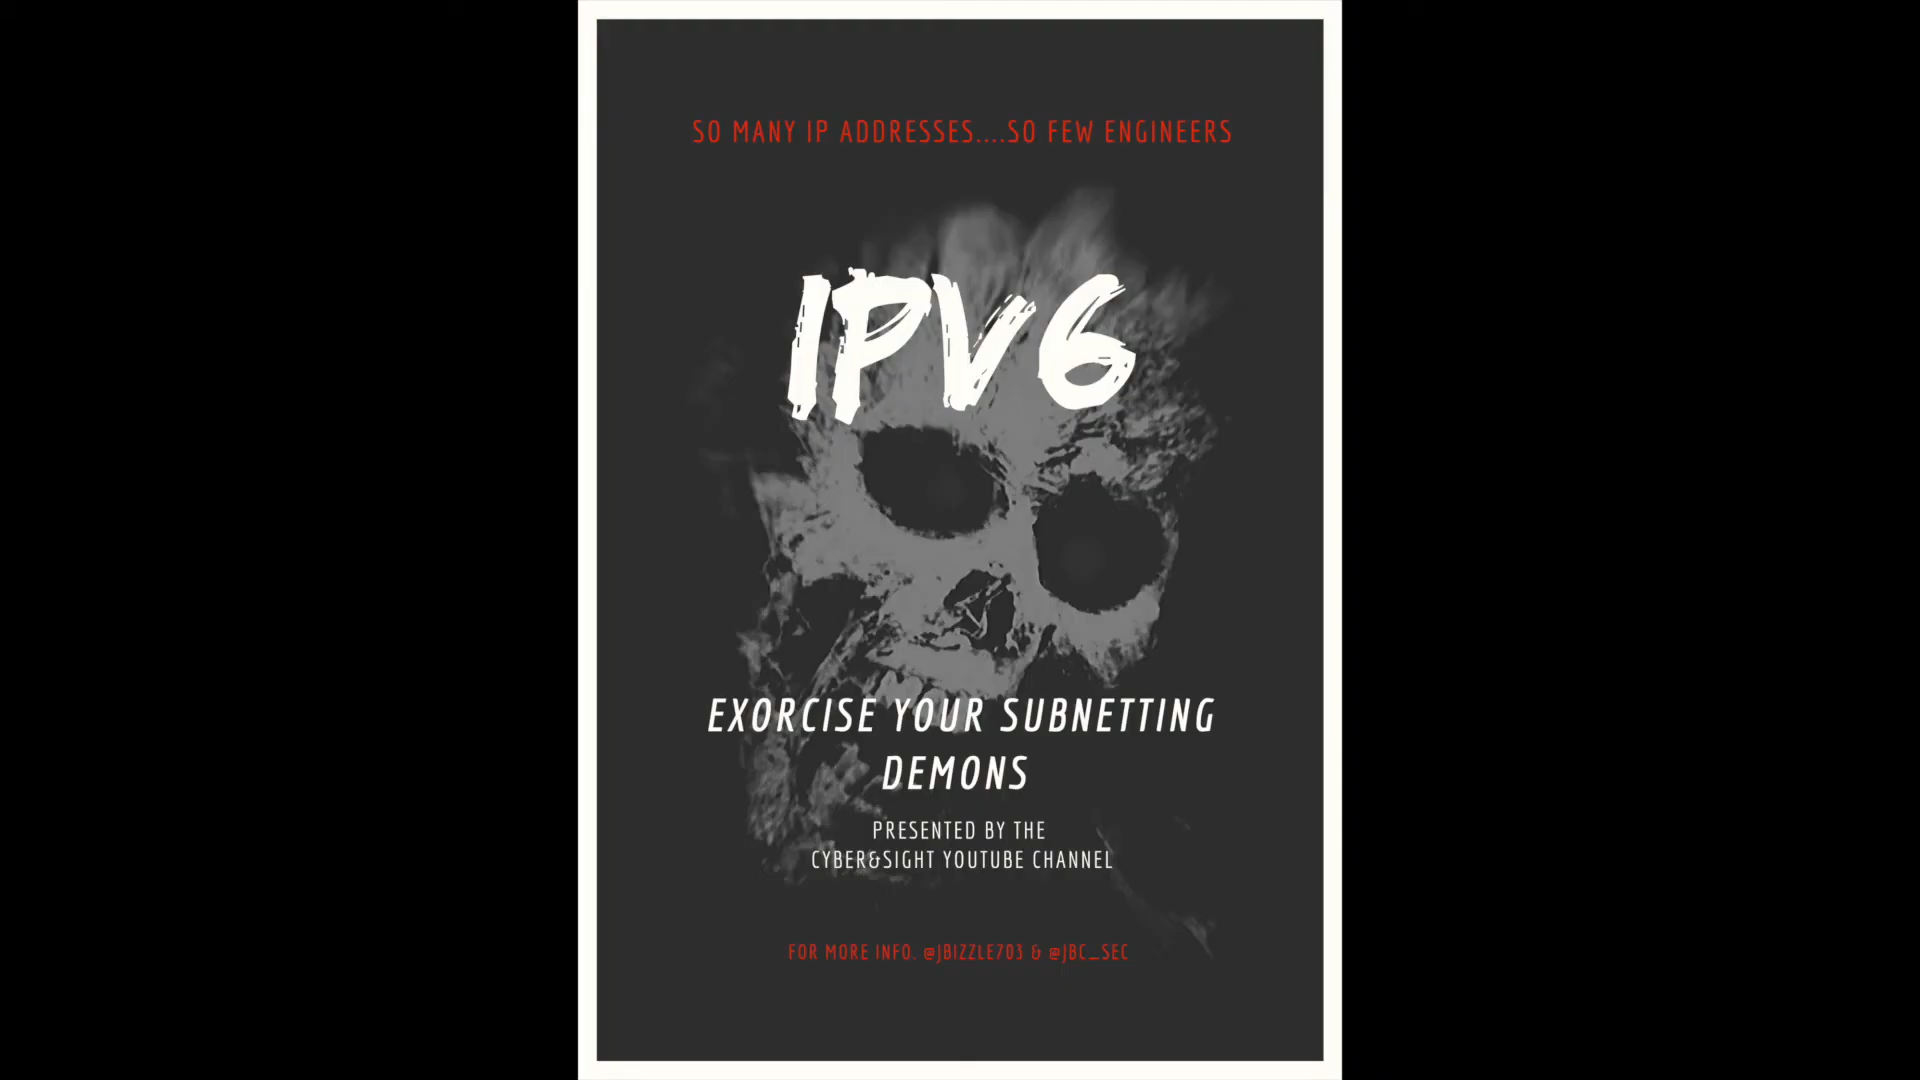 SO MANY IP ADDRESSES....SO FEW ENGINEERS
IPV6
EXORCISE YOUR SUBNETTING
DEMONS
PRESENTED BY THE
CYBER&SIGHT YOUTUBE CHANNEL
FOR MORE INFO. @JBIZZLE703 & @JBC_SEC